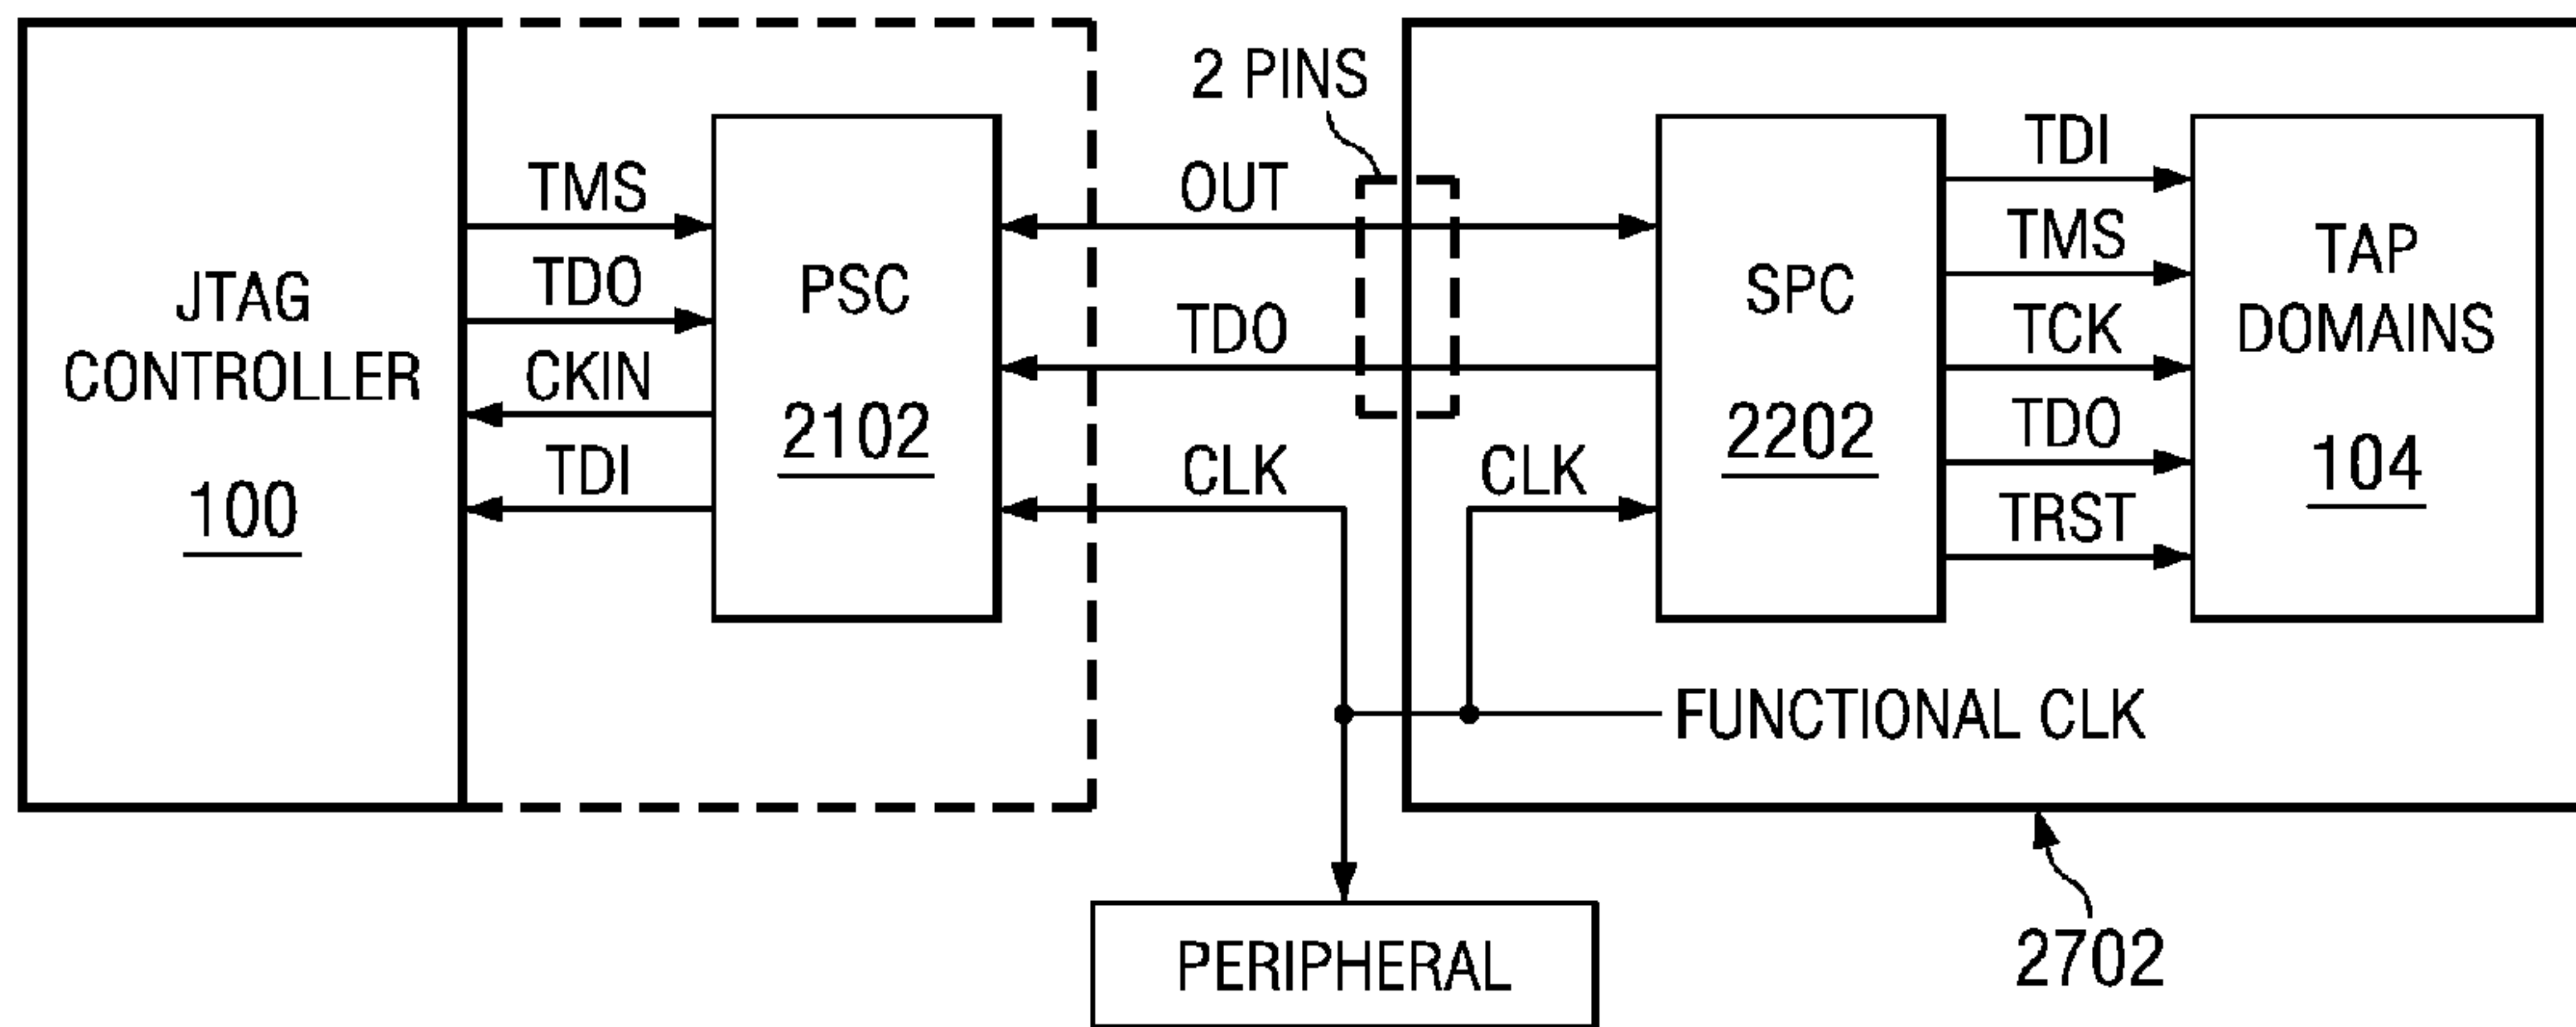 JTAG
CONTROLLER
100
TMS
TDO
CKIN
TDI
PSC
2102
2 PINS
OUT
TDO
CLK
CLK
SPC
2202
TDI
TMS
TCK
TDO
TRST
TAP
DOMAINS
104
FUNCTIONAL CLK
PERIPHERAL
2702